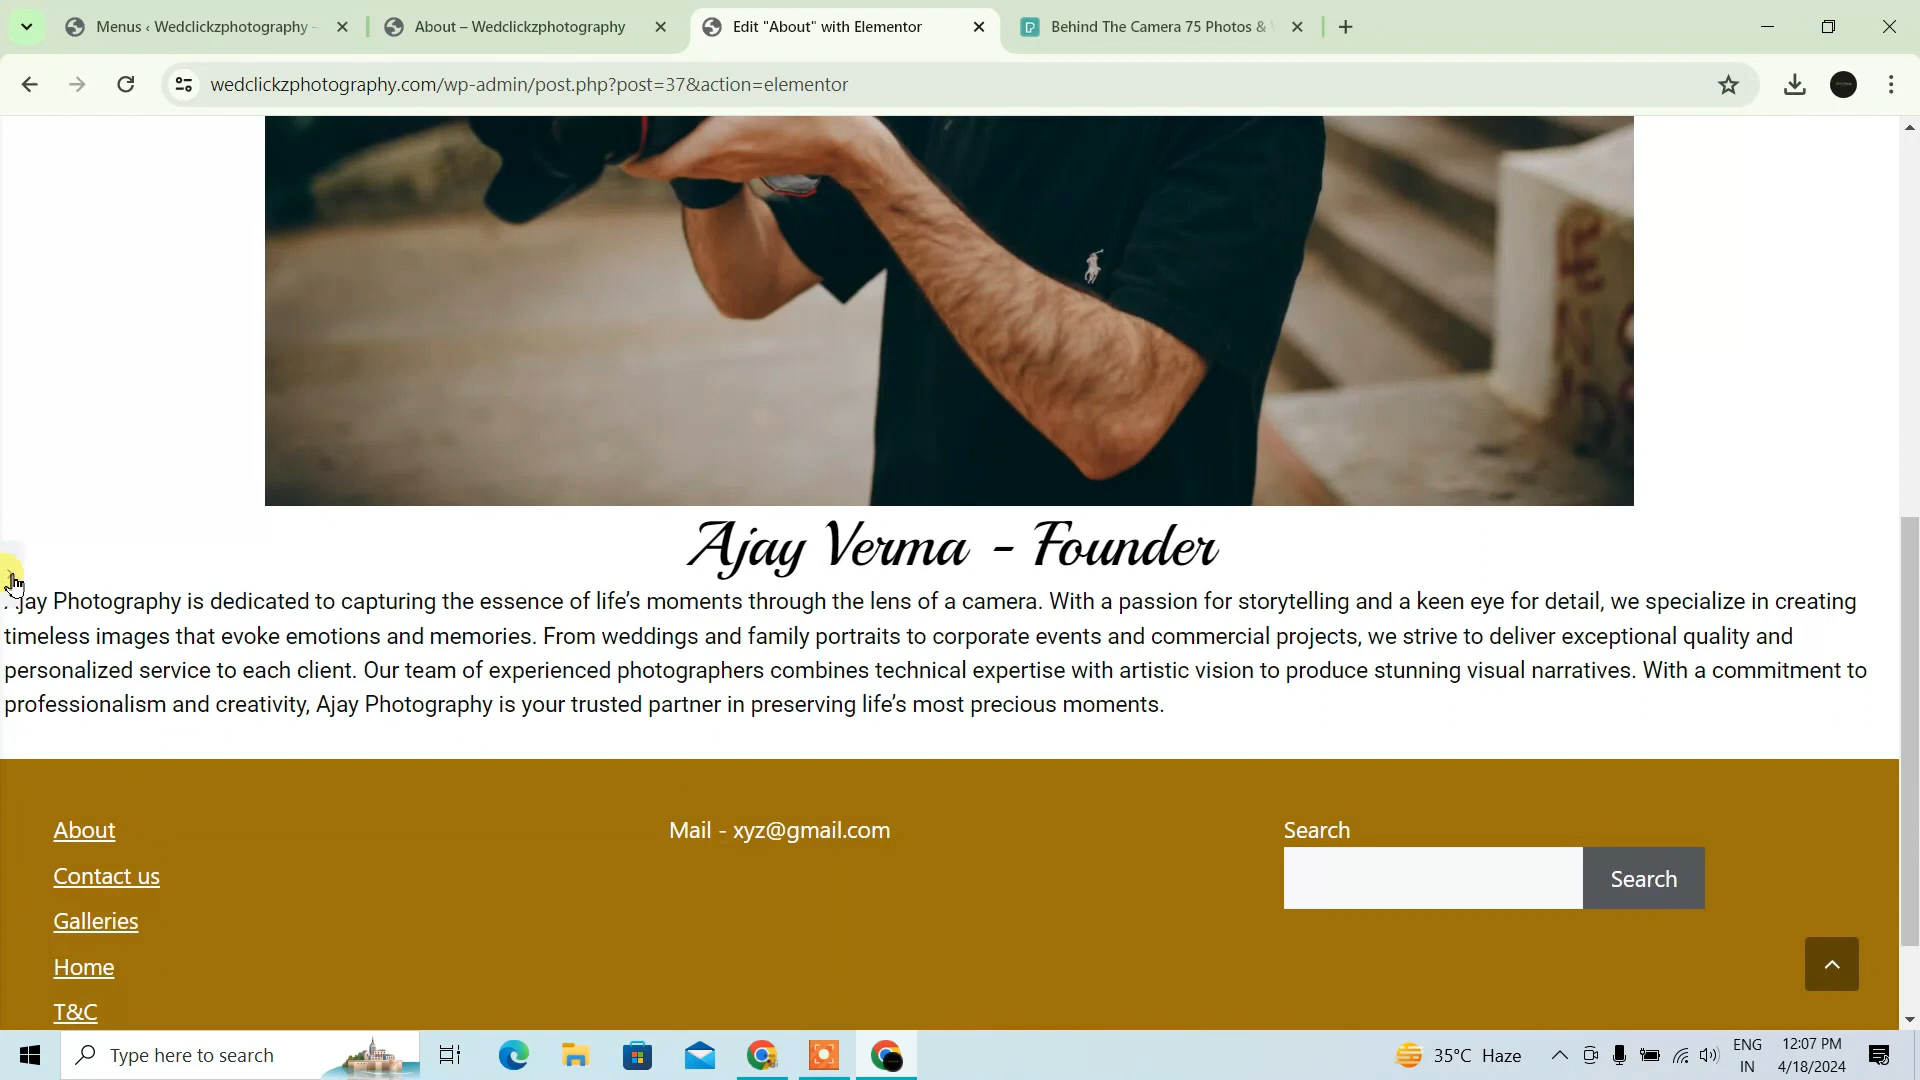 Menus ‹ Wedclickzphotography -
About – Wedclickzphotography
Edit "About" with Elementor
Behind The Camera 75 Photos &
wedclickzphotography.com/wp-admin/post.php?post=37&action=elementor
Ajay Verma - Founder
Ajay Photography is dedicated to capturing the essence of life’s moments through the lens of a camera. With a passion for storytelling and a keen eye for detail, we specialize in creating
timeless images that evoke emotions and memories. From weddings and family portraits to corporate events and commercial projects, we strive to deliver exceptional quality and
personalized service to each client. Our team of experienced photographers combines technical expertise with artistic vision to produce stunning visual narratives. With a commitment to
professionalism and creativity, Ajay Photography is your trusted partner in preserving life’s most precious moments.
About
Contact us
Galleries
Home
T&C
Mail - xyz@gmail.com
Search
Search
Type here to search
35°C Haze
ENG
IN
12:07 PM
4/18/2024